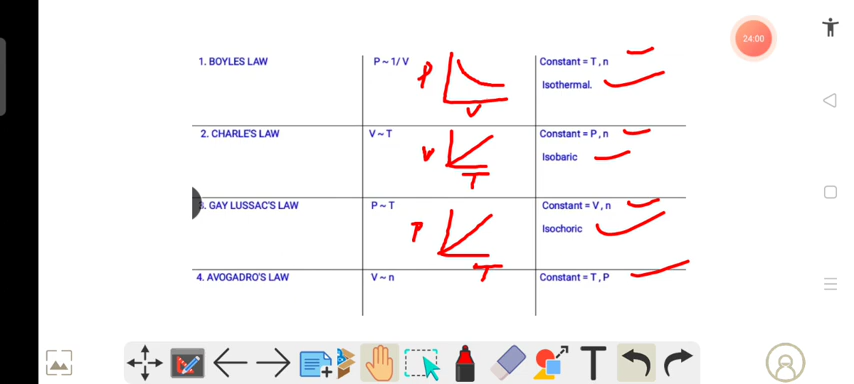 24:00
1. BOYLES LAW P ~ 1/ V P V Constant = T , n
Isothermal.
2. CHARLE'S LAW V ~ T V T Constant = P , n
Isobaric
3. GAY LUSSAC'S LAW P ~ T P T Constant = V , n
Isochoric
4. AVOGADRO'S LAW V ~ n Constant = T , P